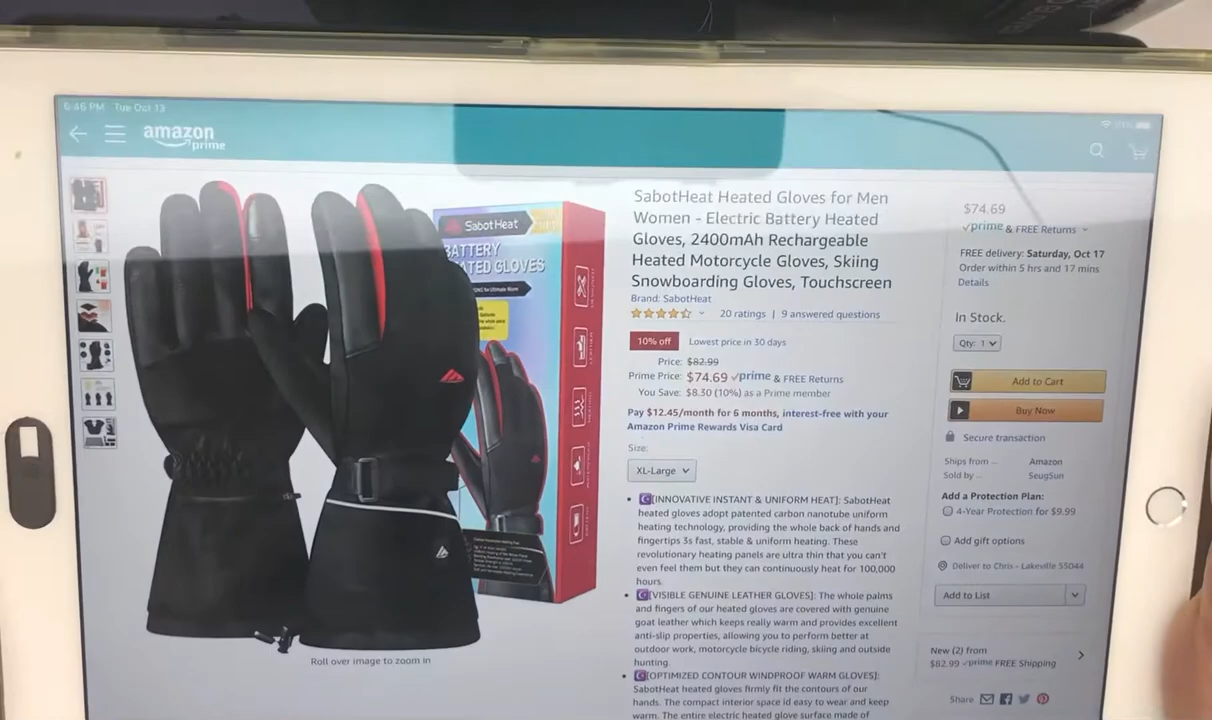 6:46 PM Tue Oct 13
amazon
prime
SabotHeat
BATTERY
HEATED GLOVES
Roll over image to zoom in
SabotHeat Heated Gloves for Men
Women - Electric Battery Heated
Gloves, 2400mAh Rechargeable
Heated Motorcycle Gloves, Skiing
Snowboarding Gloves, Touchscreen
Brand: SabotHeat
20 ratings | 9 answered questions
10% off Lowest price in 30 days
Price: $82.99
Prime Price: $74.69 prime & FREE Returns
You Save: $8.30 (10%) as a Prime member
Pay $12.45/month for 6 months, interest-free with your
Amazon Prime Rewards Visa Card
Size:
XL-Large
• [INNOVATIVE INSTANT & UNIFORM HEAT]: SabotHeat
heated gloves adopt patented carbon nanotube uniform
heating technology, providing the whole back of hands and
fingertips 3s fast, stable & uniform heating. These
revolutionary heating panels are ultra thin that you can't
even feel them but they can continuously heat for 100,000
hours.
• [VISIBLE GENUINE LEATHER GLOVES]: The whole palms
and fingers of our heated gloves are covered with genuine
goat leather which keeps really warm and provides excellent
anti-slip properties, allowing you to perform better at
outdoor work, motorcycle bicycle riding, skiing and outside
hunting.
• [OPTIMIZED CONTOUR WINDPROOF WARM GLOVES]:
SabotHeat heated gloves firmly fit the contours of our
hands. The compact interior space id easy to wear and keep
warm. The entire electric heated glove surface made of
$74.69
prime & FREE Returns
FREE delivery: Saturday, Oct 17
Order within 5 hrs and 17 mins
Details
In Stock.
Qty: 1
Add to Cart
Buy Now
Secure transaction
Ships from ... Amazon
Sold by ... SeugSun
Add a Protection Plan:
4-Year Protection for $9.99
Add gift options
Deliver to Chris - Lakeville 55044
Add to List
New (2) from
$82.99 prime FREE Shipping
Share